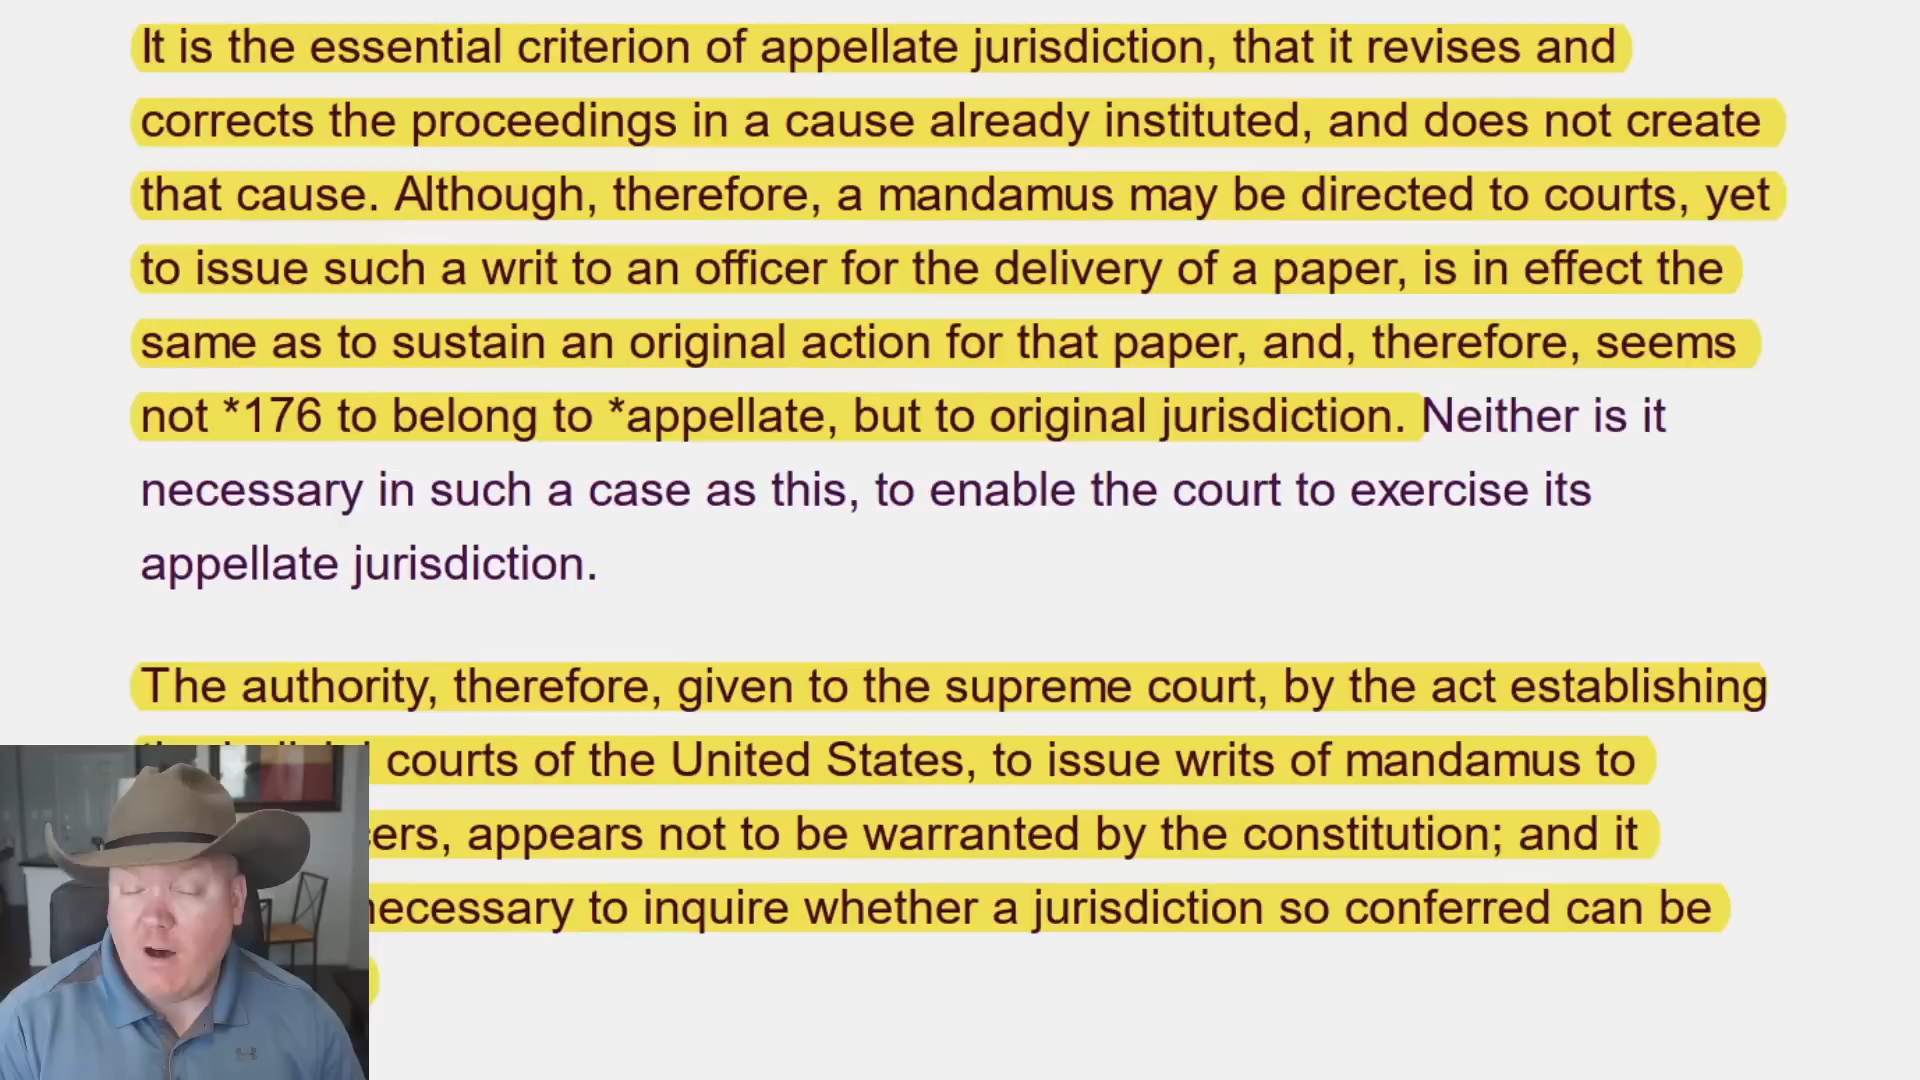 It is the essential criterion of appellate jurisdiction, that it revises and
corrects the proceedings in a cause already instituted, and does not create
that cause. Although, therefore, a mandamus may be directed to courts, yet
to issue such a writ to an officer for the delivery of a paper, is in effect the
same as to sustain an original action for that paper, and, therefore, seems
not *176 to belong to *appellate, but to original jurisdiction. Neither is it
necessary in such a case as this, to enable the court to exercise its
appellate jurisdiction.
The authority, therefore, given to the supreme court, by the act establishing
courts of the United States, to issue writs of mandamus to
appears not to be warranted by the constitution; and it
necessary to inquire whether a jurisdiction so conferred can be